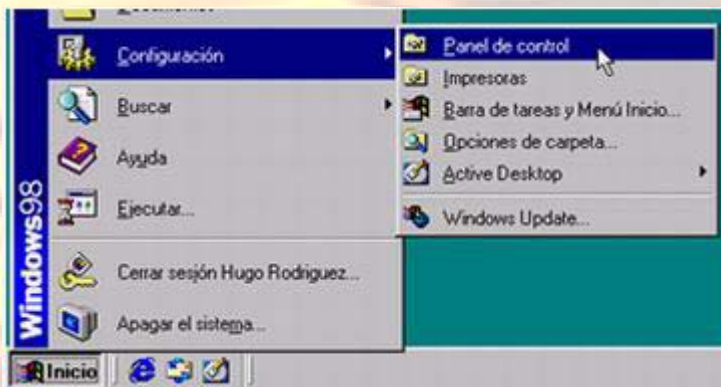 Configuración
Buscar
Ayuda
Ejecutar...
Cerrar sesión Hugo Rodriguez...
Apagar el sistema...
Panel de control
Impresoras
Barra de tareas y Menú Inicio...
Opciones de carpeta...
Active Desktop
Windows Update...
Windows98
Inicio